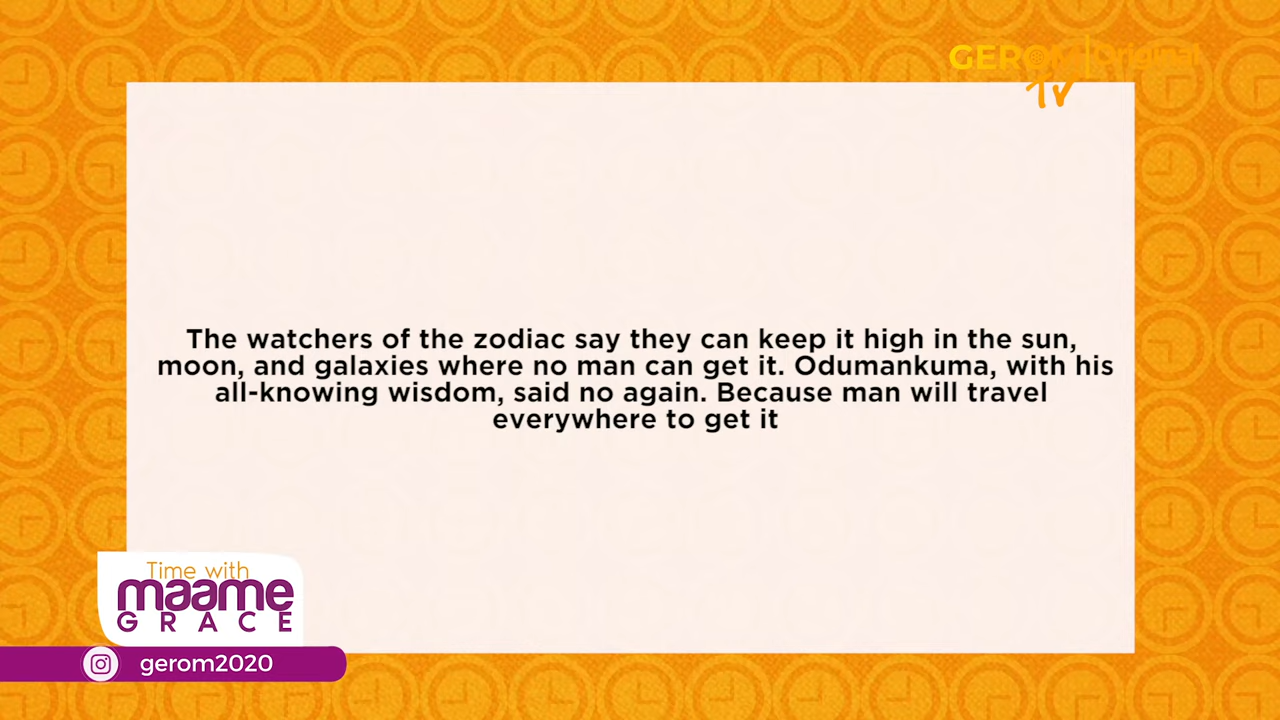 GEROM Original
TV
The watchers of the zodiac say they can keep it high in the sun,
moon, and galaxies where no man can get it. Odumankuma, with his
all-knowing wisdom, said no again. Because man will travel
everywhere to get it
Time with
maame
GRACE
gerom2020